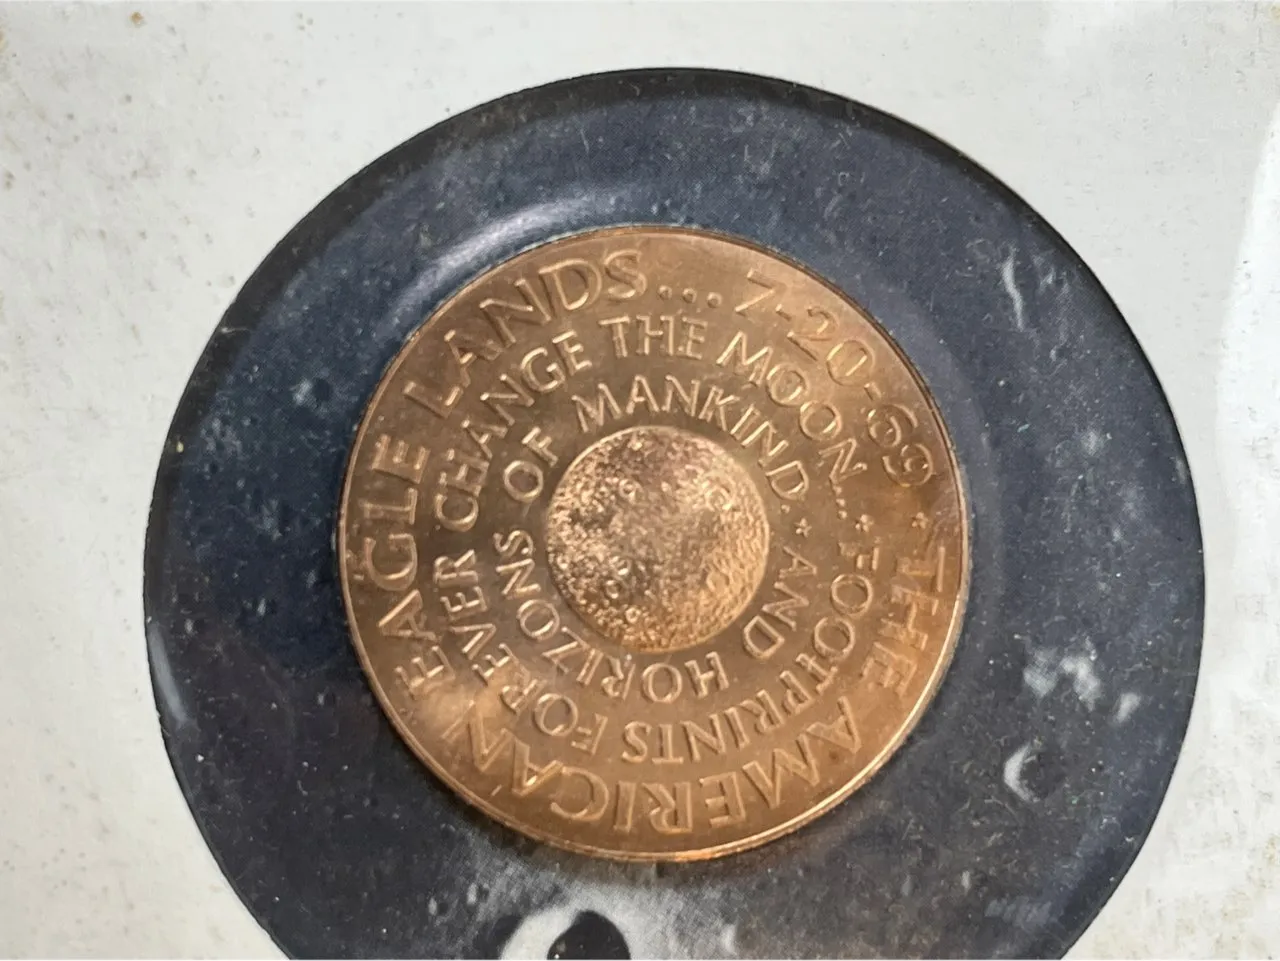 ★ THE AMERICAN EAGLE LANDS... 7-20-69
★ FOOTPRINTS FOREVER CHANGE THE MOON...
★ AND HORIZONS OF MANKIND.